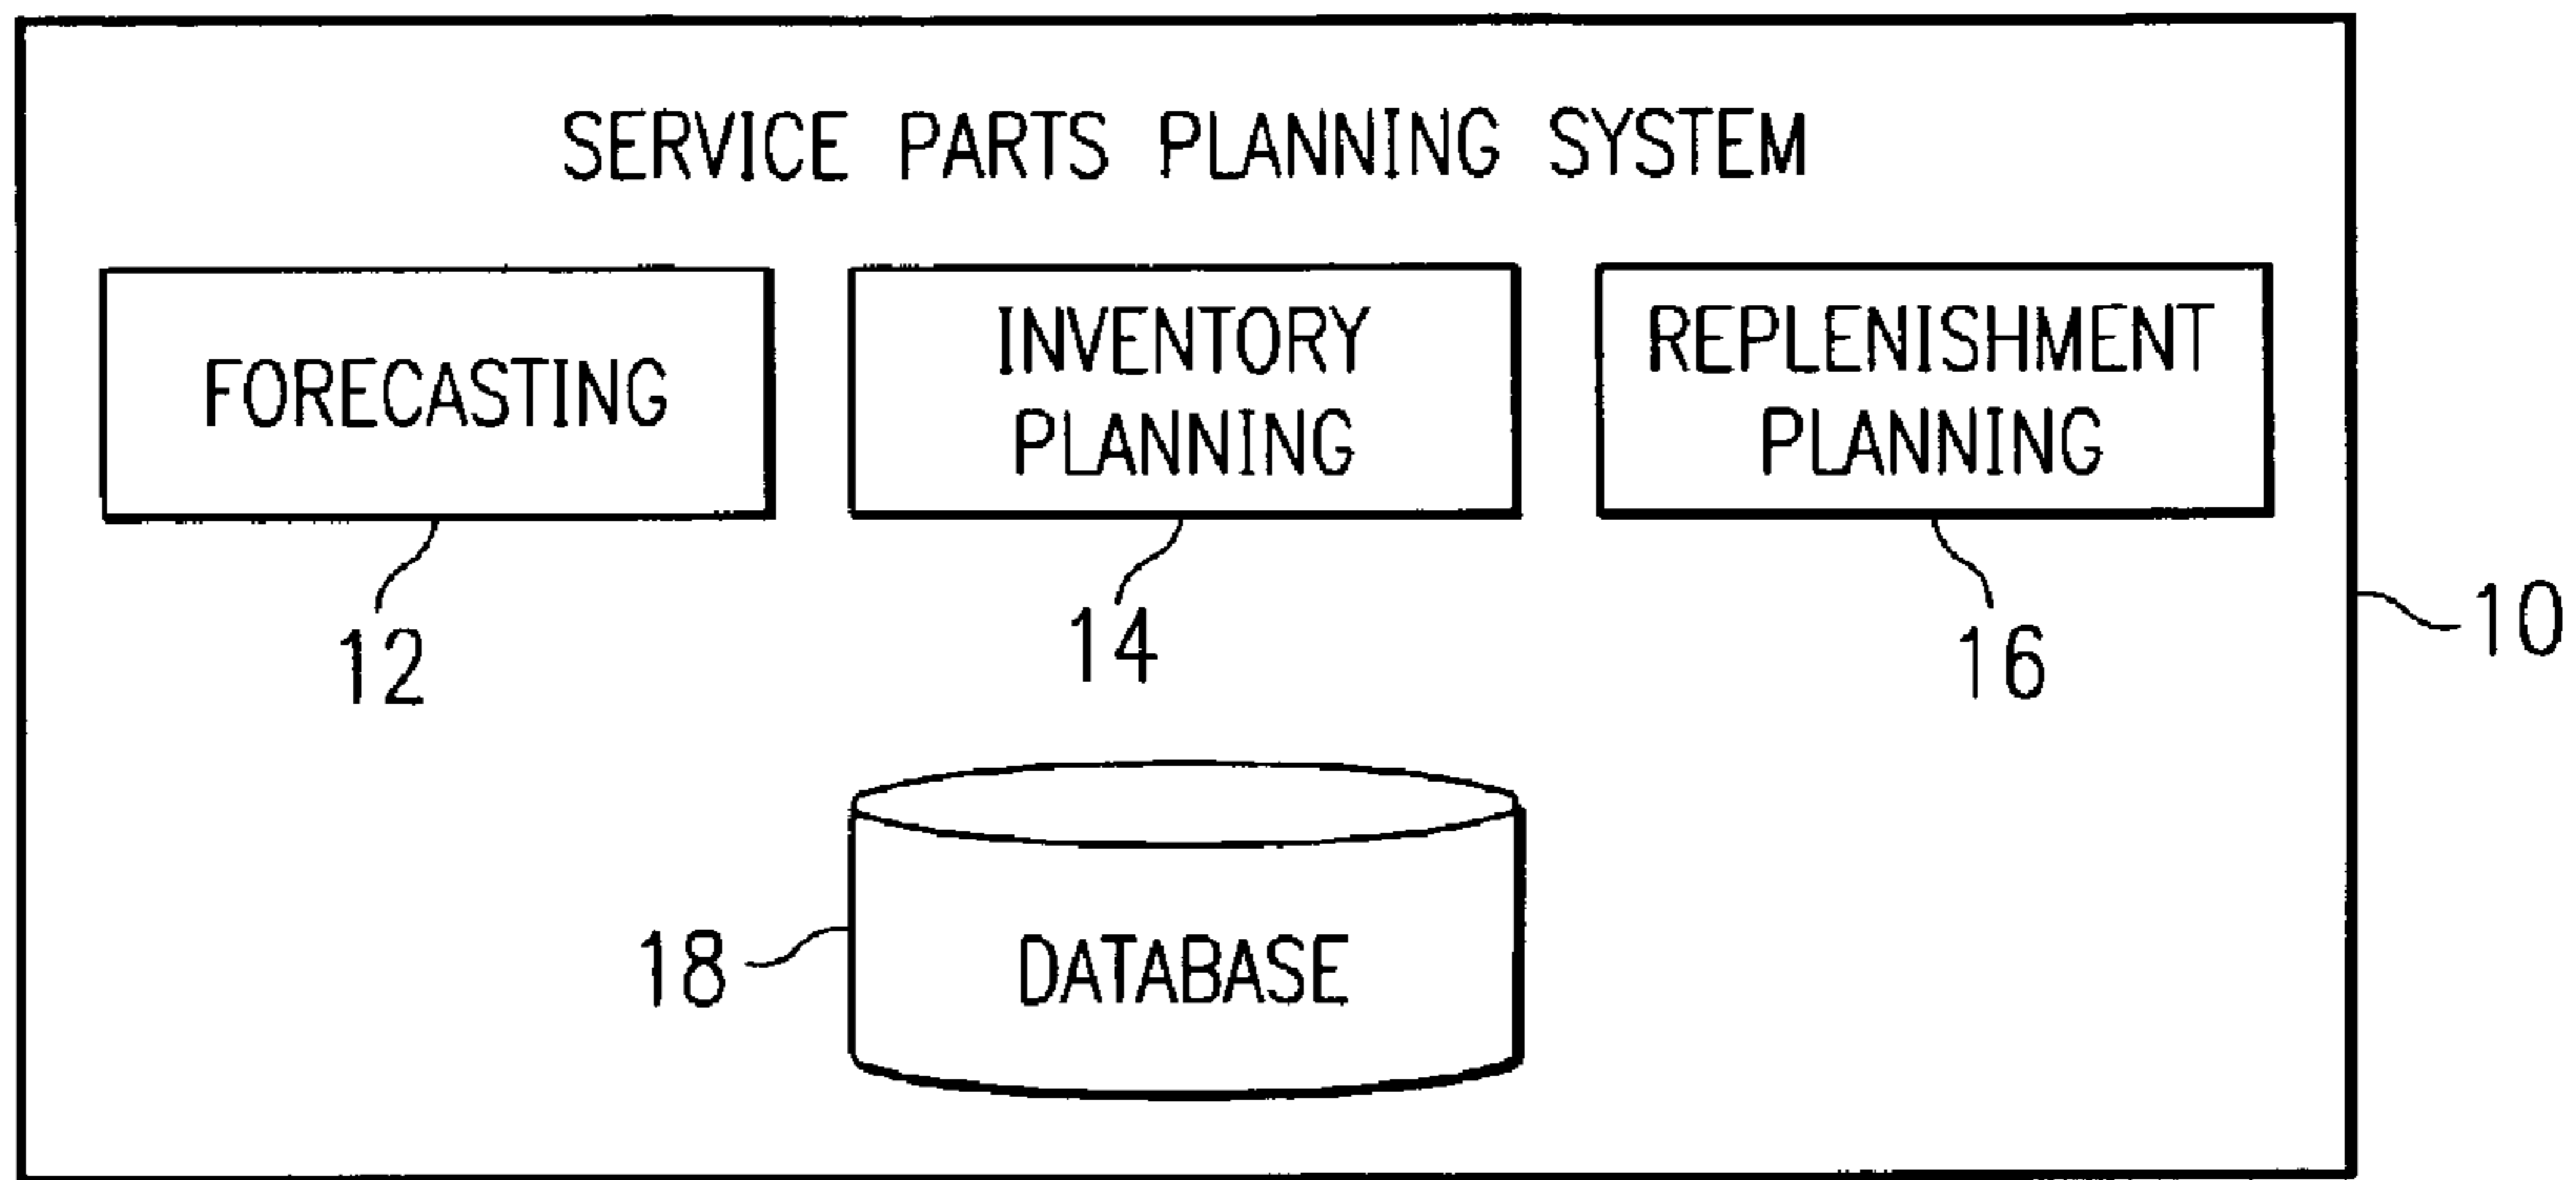 SERVICE PARTS PLANNING SYSTEM
FORECASTING
INVENTORY
PLANNING
REPLENISHMENT
PLANNING
12
14
16
10
18
DATABASE